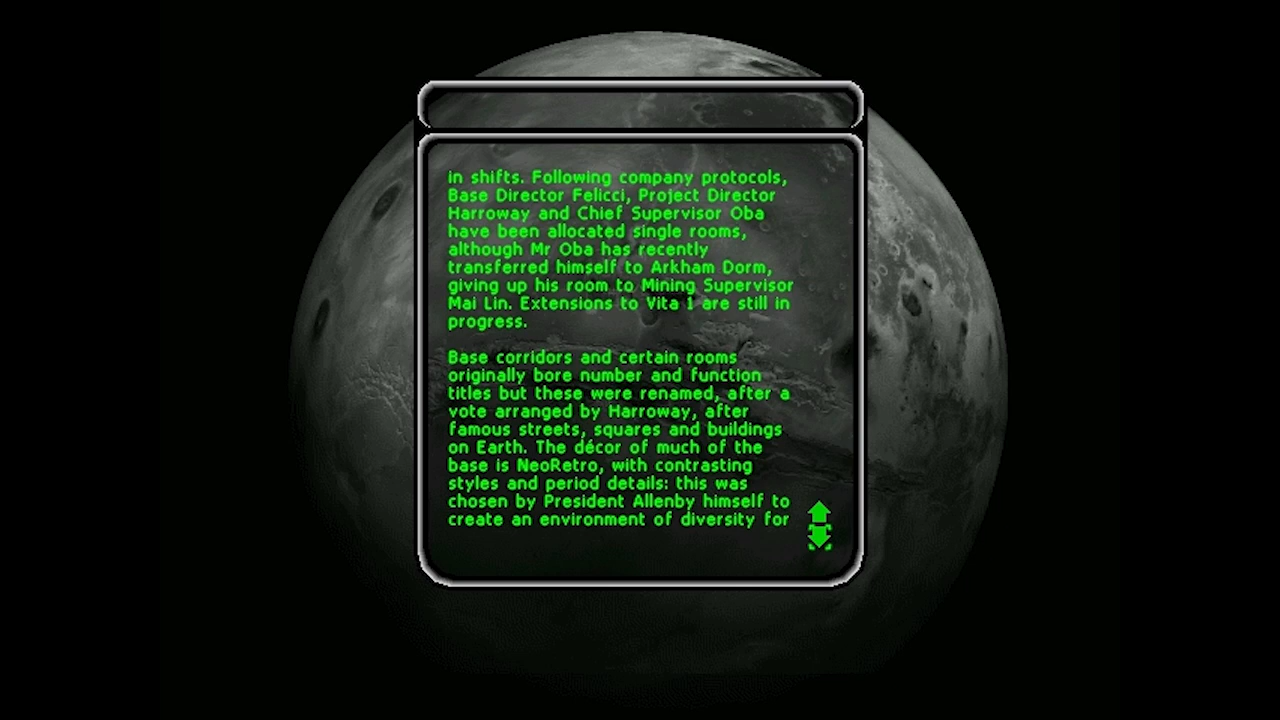 in shifts. Following company protocols,
Base Director Felicci, Project Director
Harroway and Chief Supervisor Oba
have been allocated single rooms,
although Mr Oba has recently
transferred himself to Arkham Dorm,
giving up his room to Mining Supervisor
Mai Lin. Extensions to Vita 1 are still in
progress.
Base corridors and certain rooms
originally bore number and function
titles but these were renamed, after a
vote arranged by Harroway, after
famous streets, squares and buildings
on Earth. The décor of much of the
base is NeoRetro, with contrasting
styles and period details: this was
chosen by President Allenby himself to
create an environment of diversity for